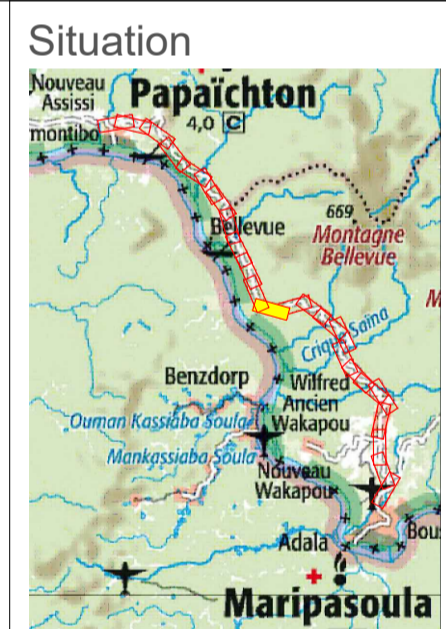 Situation
Nouveau
Assissi
Papaïchton
montibo
4,0 C
Bellevue
669
Montagne
Bellevue
M
Crique Saïna
Benzdorp
Wilfred
Ancien
Wakapou
Ouman Kassiaba Soula
Mankassiaba Soula
Nouveau
Wakapou
Adala
Bous
Maripasoula